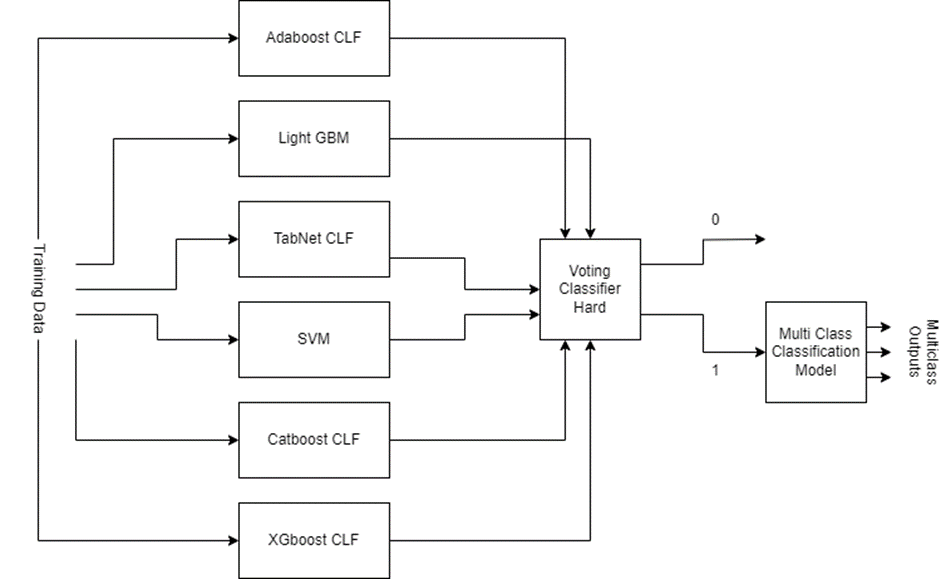 Adaboost CLF
Light GBM
TabNet CLF
SVM
Catboost CLF
XGboost CLF
Training Data
Voting
Classifier
Hard
0
1
Multi Class
Classification
Model
Multiclass
Outputs